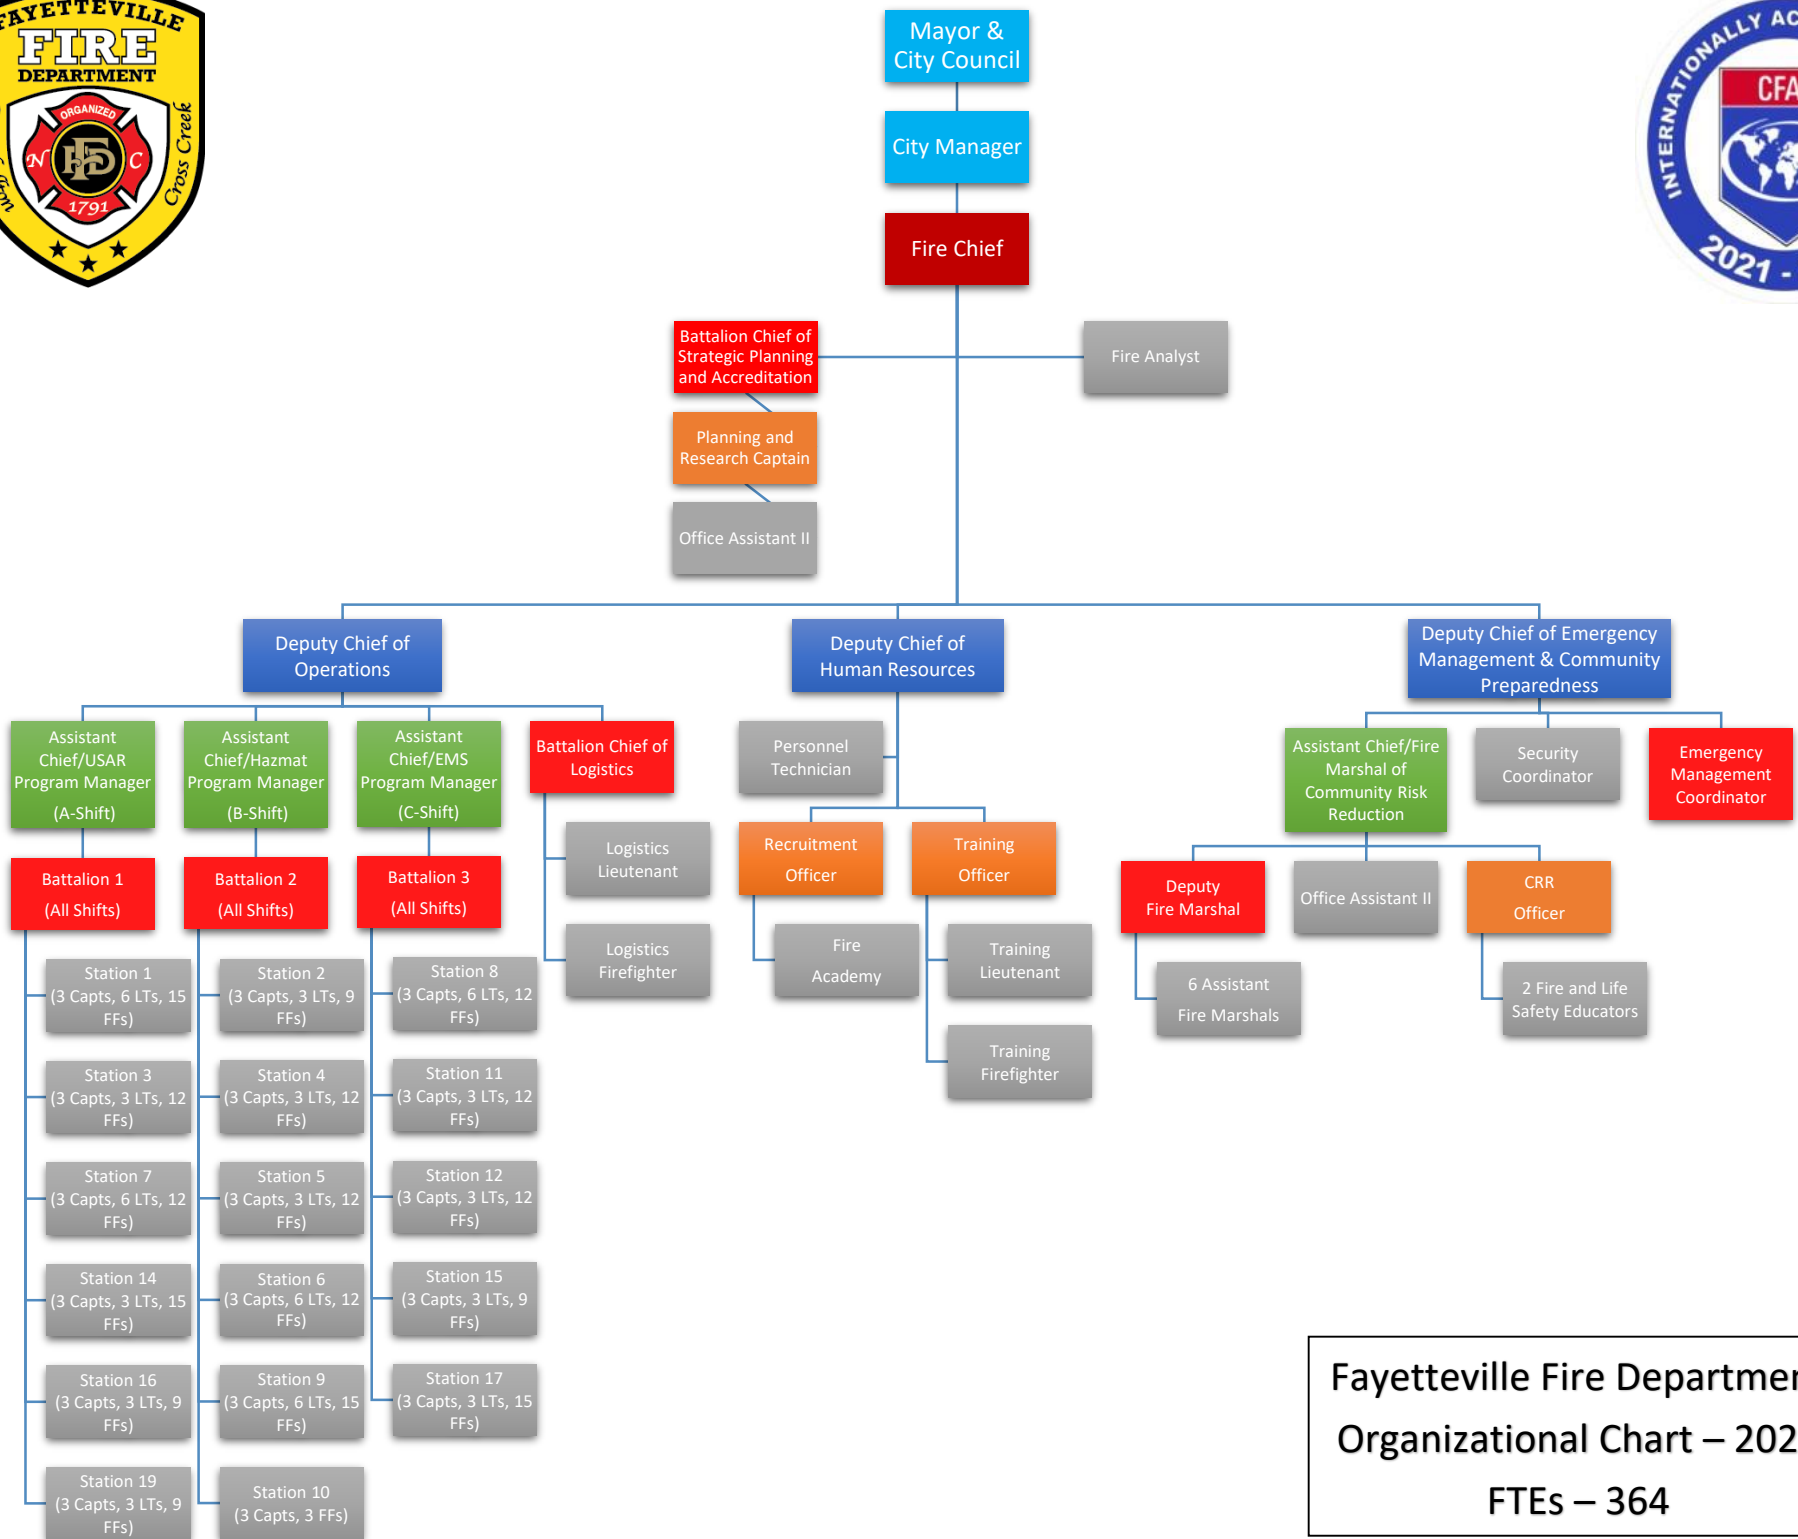 FAYETTEVILLE
FIRE
DEPARTMENT
ORGANIZED
N
C
FD
1791
Cross Creek
INTERNATIONALLY
CFA
2021 -
Mayor &
City Council
City Manager
Fire Chief
Battalion Chief of
Strategic Planning
and Accreditation
Fire Analyst
Planning and
Research Captain
Office Assistant II
Deputy Chief of
Operations
Deputy Chief of
Human Resources
Deputy Chief of Emergency
Management & Community
Preparedness
Assistant
Chief/USAR
Program Manager
(A-Shift)
Assistant
Chief/Hazmat
Program Manager
(B-Shift)
Assistant
Chief/EMS
Program Manager
(C-Shift)
Battalion Chief of
Logistics
Personnel
Technician
Assistant Chief/Fire
Marshal of
Community Risk
Reduction
Security
Coordinator
Emergency
Management
Coordinator
Battalion 1
(All Shifts)
Battalion 2
(All Shifts)
Battalion 3
(All Shifts)
Logistics
Lieutenant
Logistics
Firefighter
Recruitment
Officer
Training
Officer
Fire
Academy
Training
Lieutenant
Training
Firefighter
Deputy
Fire Marshal
Office Assistant II
CRR
Officer
6 Assistant
Fire Marshals
2 Fire and Life
Safety Educators
Station 1
(3 Capts, 6 LTs, 15
FFs)
Station 3
(3 Capts, 3 LTs, 12
FFs)
Station 7
(3 Capts, 6 LTs, 12
FFs)
Station 14
(3 Capts, 3 LTs, 15
FFs)
Station 16
(3 Capts, 3 LTs, 9
FFs)
Station 19
(3 Capts, 3 LTs, 9
FFs)
Station 2
(3 Capts, 3 LTs, 9
FFs)
Station 4
(3 Capts, 3 LTs, 12
FFs)
Station 5
(3 Capts, 3 LTs, 12
FFs)
Station 6
(3 Capts, 6 LTs, 12
FFs)
Station 9
(3 Capts, 6 LTs, 15
FFs)
Station 10
(3 Capts, 3 FFs)
Station 8
(3 Capts, 6 LTs, 12
FFs)
Station 11
(3 Capts, 3 LTs, 12
FFs)
Station 12
(3 Capts, 3 LTs, 12
FFs)
Station 15
(3 Capts, 3 LTs, 9
FFs)
Station 17
(3 Capts, 3 LTs, 15
FFs)
Fayetteville Fire Departmen
Organizational Chart – 202
FTEs – 364